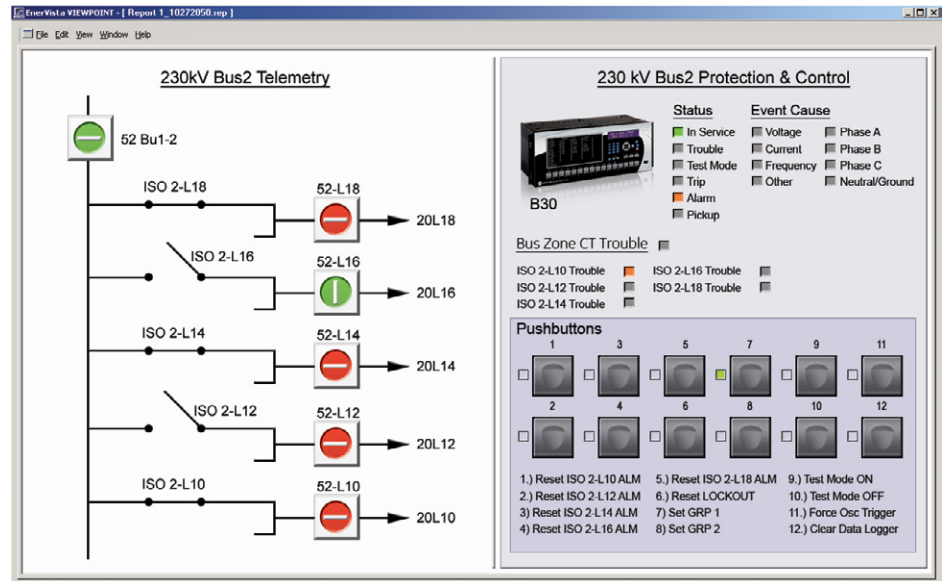 EnerVista VIEWPOINT - [ Report 1_10272050.rep ]
File Edit View Window Help
230kV Bus2 Telemetry
52 Bu1-2
ISO 2-L18
52-L18
20L18
ISO 2-L16
52-L16
20L16
ISO 2-L14
52-L14
20L14
ISO 2-L12
52-L12
20L12
ISO 2-L10
52-L10
20L10
230 kV Bus2 Protection & Control
B30
Status
In Service
Trouble
Test Mode
Trip
Alarm
Pickup
Event Cause
Voltage
Current
Frequency
Other
Phase A
Phase B
Phase C
Neutral/Ground
Bus Zone CT Trouble
ISO 2-L10 Trouble
ISO 2-L12 Trouble
ISO 2-L14 Trouble
ISO 2-L16 Trouble
ISO 2-L18 Trouble
Pushbuttons
1 3 5 7 9 11
2 4 6 8 10 12
1.) Reset ISO 2-L10 ALM
2.) Reset ISO 2-L12 ALM
3) Reset ISO 2-L14 ALM
4) Reset ISO 2-L16 ALM
5.) Reset ISO 2-L18 ALM
6.) Reset LOCKOUT
7) Set GRP 1
8) Set GRP 2
9.) Test Mode ON
10.) Test Mode OFF
11.) Force Osc Trigger
12.) Clear Data Logger